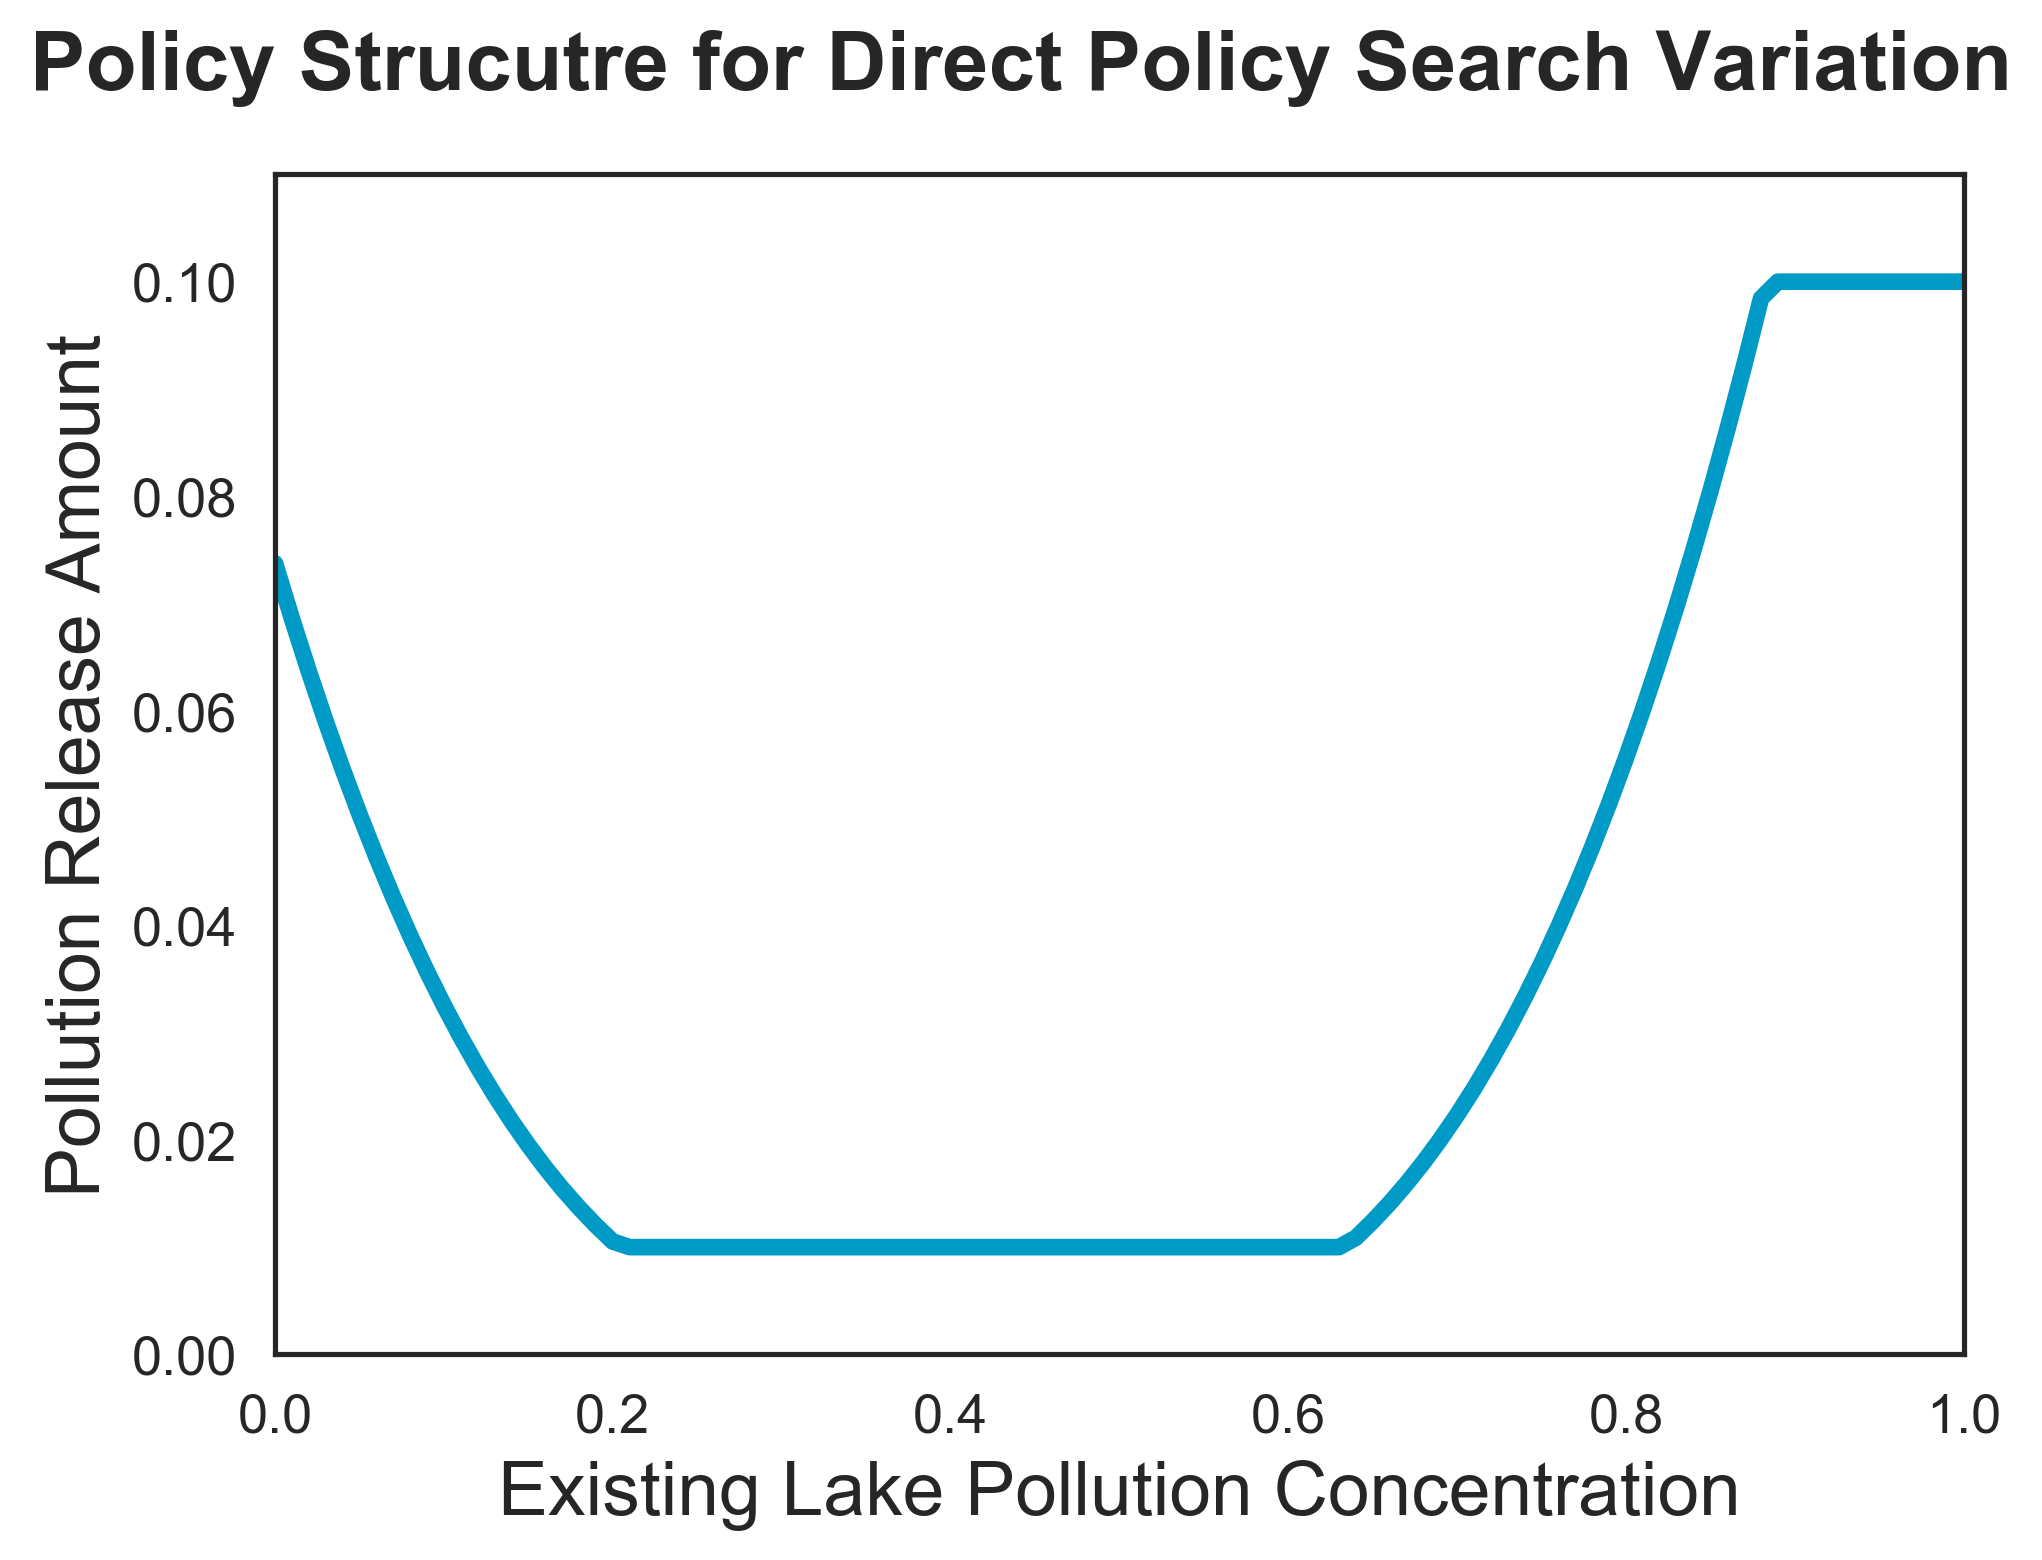 Policy Strucutre for Direct Policy Search Variation
Pollution Release Amount
0.10
0.08
0.06
0.04
0.02
0.00
0.0 0.2 0.4 0.6 0.8 1.0
Existing Lake Pollution Concentration